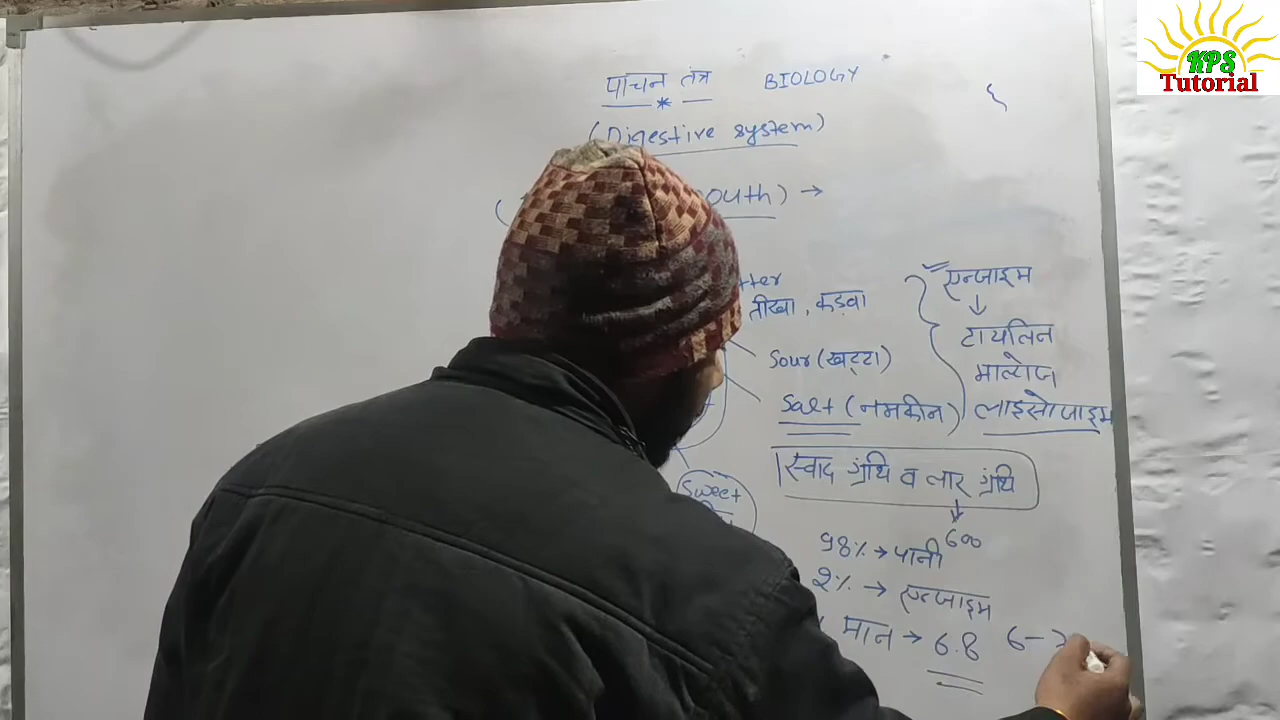 KPS
Tutorial
पाचन तंत्र BIOLOGY
(Digestive system)
outh) →
tter
तीखा, कड़वा
Sour (खट्टा)
Salt (नमकीन)
Sweet
एन्जाइम
↓
टायलिन
माल्टेज
लाइसोजाइम
स्वाद ग्रंथि व लार ग्रंथि
↓
98% → पानी 600
2% → एन्जाइम
मान → 6.8 6-7